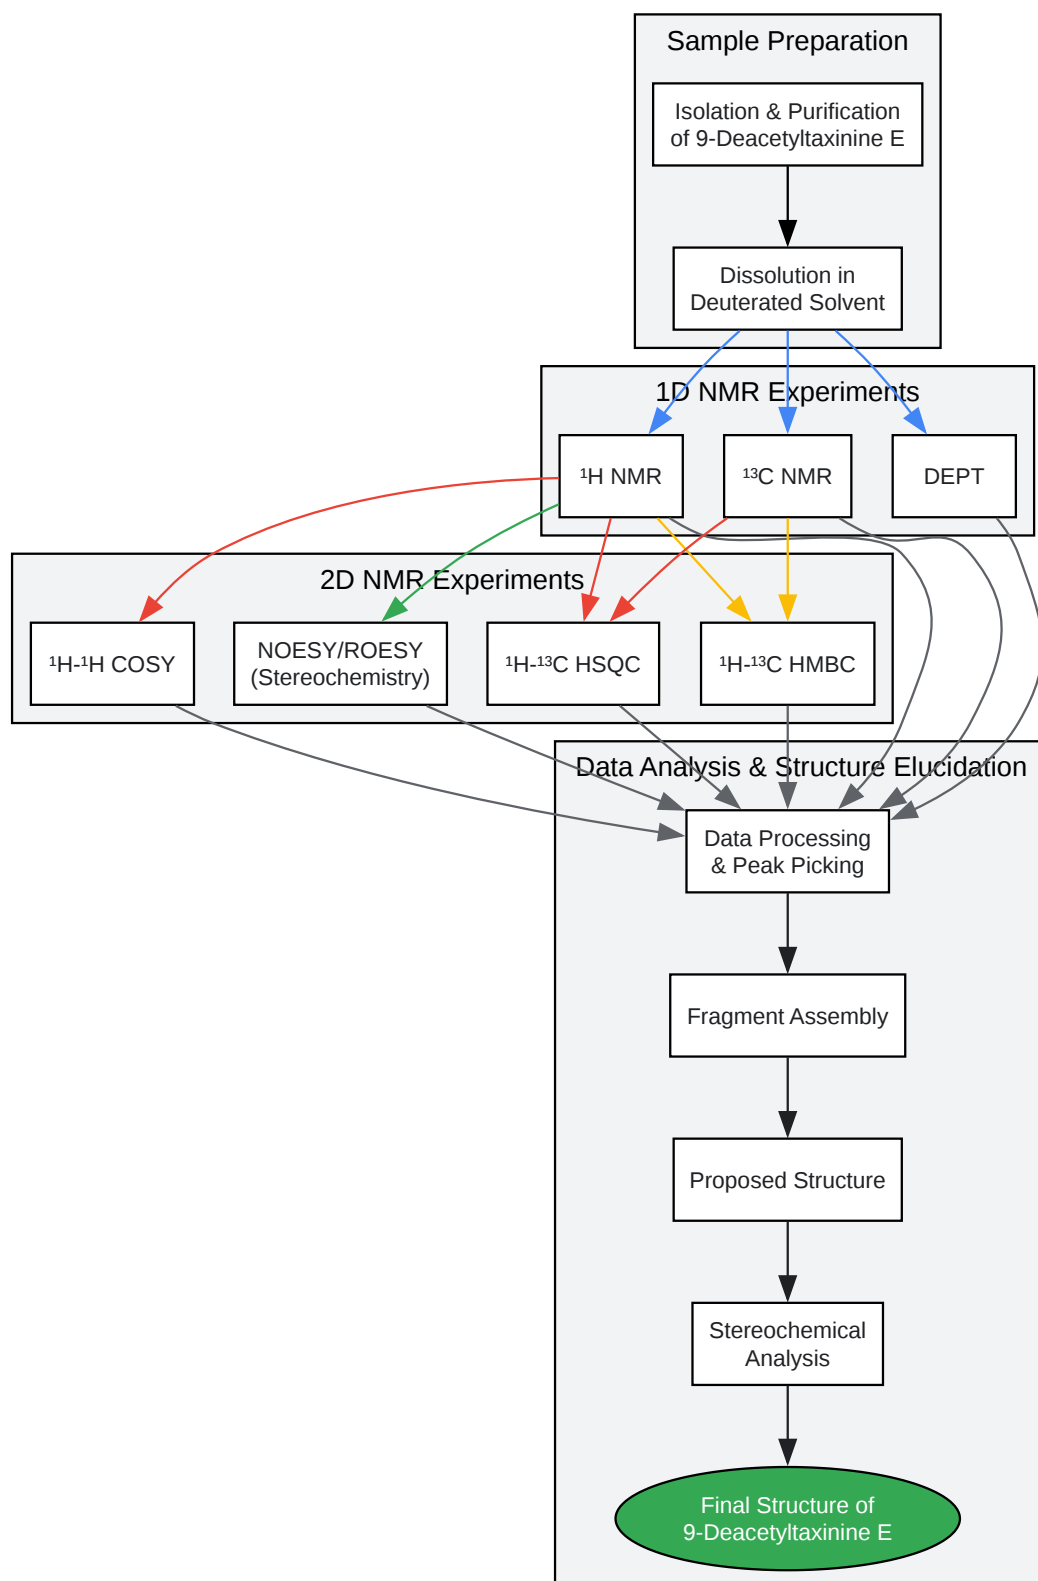 Sample Preparation
Isolation & Purification
of 9-Deacetyltaxinine E
Dissolution in
Deuterated Solvent
1D NMR Experiments
¹H NMR
¹³C NMR
DEPT
2D NMR Experiments
¹H-¹H COSY
NOESY/ROESY
(Stereochemistry)
¹H-¹³C HSQC
¹H-¹³C HMBC
Data Analysis & Structure Elucidation
Data Processing
& Peak Picking
Fragment Assembly
Proposed Structure
Stereochemical
Analysis
Final Structure of
9-Deacetyltaxinine E